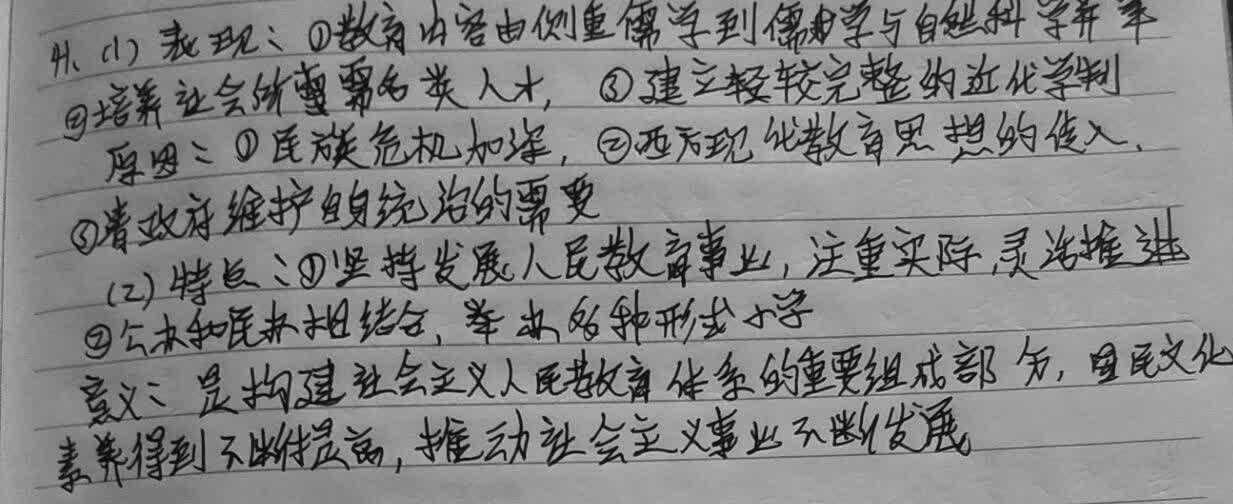 41、(1) 表现：①教育内容由侧重儒学到儒学与自然科学并举
②培养社会所需各类人才，③建立较完整的近代学制
原因：①民族危机加深，②西方现代教育思想的传入，
③清政府维护自身统治的需要
(2) 特点：①坚持发展人民教育事业，注重实际，灵活推进
②公办和民办相结合，举办各种形式小学
意义：是构建社会主义人民教育体系的重要组成部分，国民文化
素养得到不断提高，推动社会主义事业不断发展